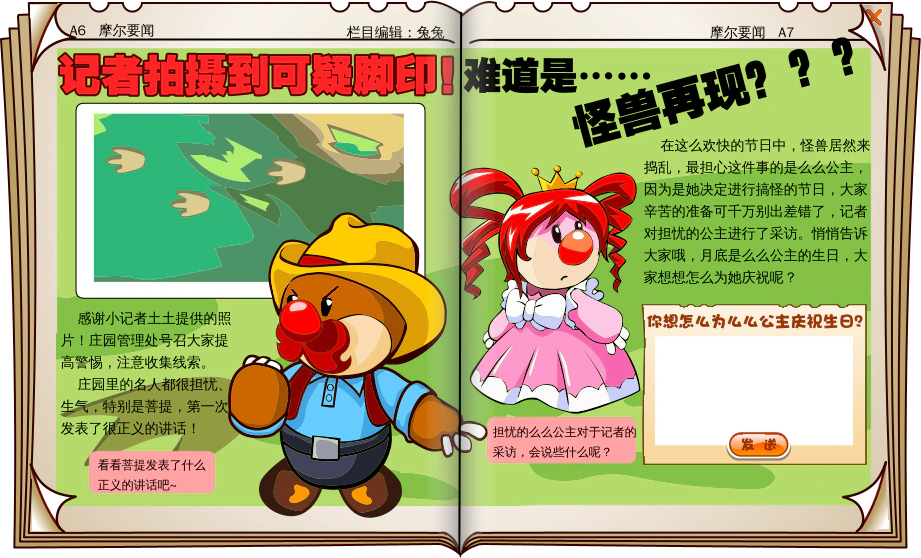 A6 摩尔要闻
栏目编辑：兔兔
记者拍摄到可疑脚印！
感谢小记者土土提供的照
片！庄园管理处号召大家提
高警惕，注意收集线索。
庄园里的名人都很担忧、
生气，特别是菩提，第一次
发表了很正义的讲话！
看看菩提发表了什么
正义的讲话吧~
摩尔要闻 A7
难道是……
怪兽再现？？？
在这么欢快的节日中，怪兽居然来
捣乱，最担心这件事的是么么公主，
因为是她决定进行搞怪的节日，大家
辛苦的准备可千万别出差错了，记者
对担忧的公主进行了采访。悄悄告诉
大家哦，月底是么么公主的生日，大
家想想怎么为她庆祝呢？
担忧的么么公主对于记者的
采访，会说些什么呢？
你想怎么为么么公主庆祝生日？
发 送